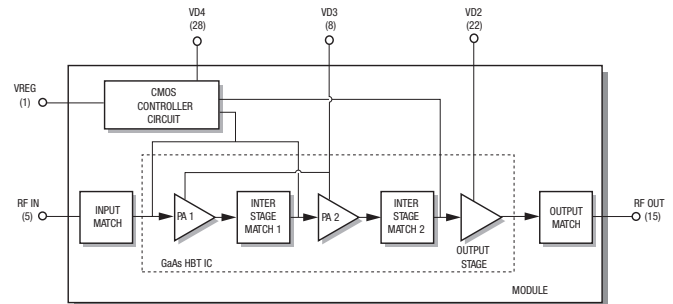 VD4
(28)
VD3
(8)
VD2
(22)
VREG
(1)
CMOS
CONTROLLER
CIRCUIT
RF IN
(5)
INPUT
MATCH
PA 1
INTER
STAGE
MATCH 1
PA 2
INTER
STAGE
MATCH 2
OUTPUT
STAGE
OUTPUT
MATCH
RF OUT
(15)
GaAs HBT IC
MODULE